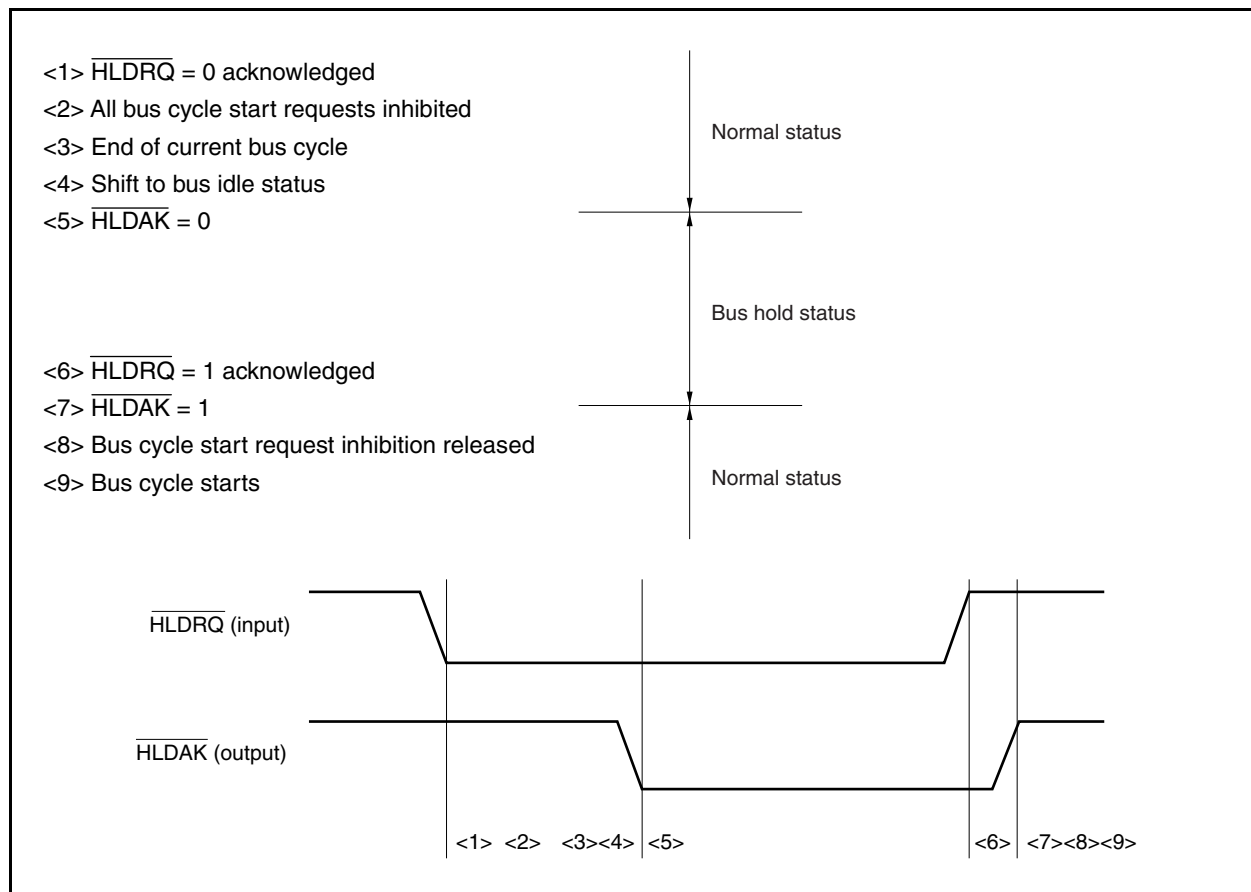 <1> HLDRQ = 0 acknowledged
<2> All bus cycle start requests inhibited
<3> End of current bus cycle
<4> Shift to bus idle status
<5> HLDAK = 0
Normal status
Bus hold status
<6> HLDRQ = 1 acknowledged
<7> HLDAK = 1
<8> Bus cycle start request inhibition released
<9> Bus cycle starts
Normal status
HLDRQ (input)
HLDAK (output)
<1> <2> <3><4> <5> <6> <7><8><9>